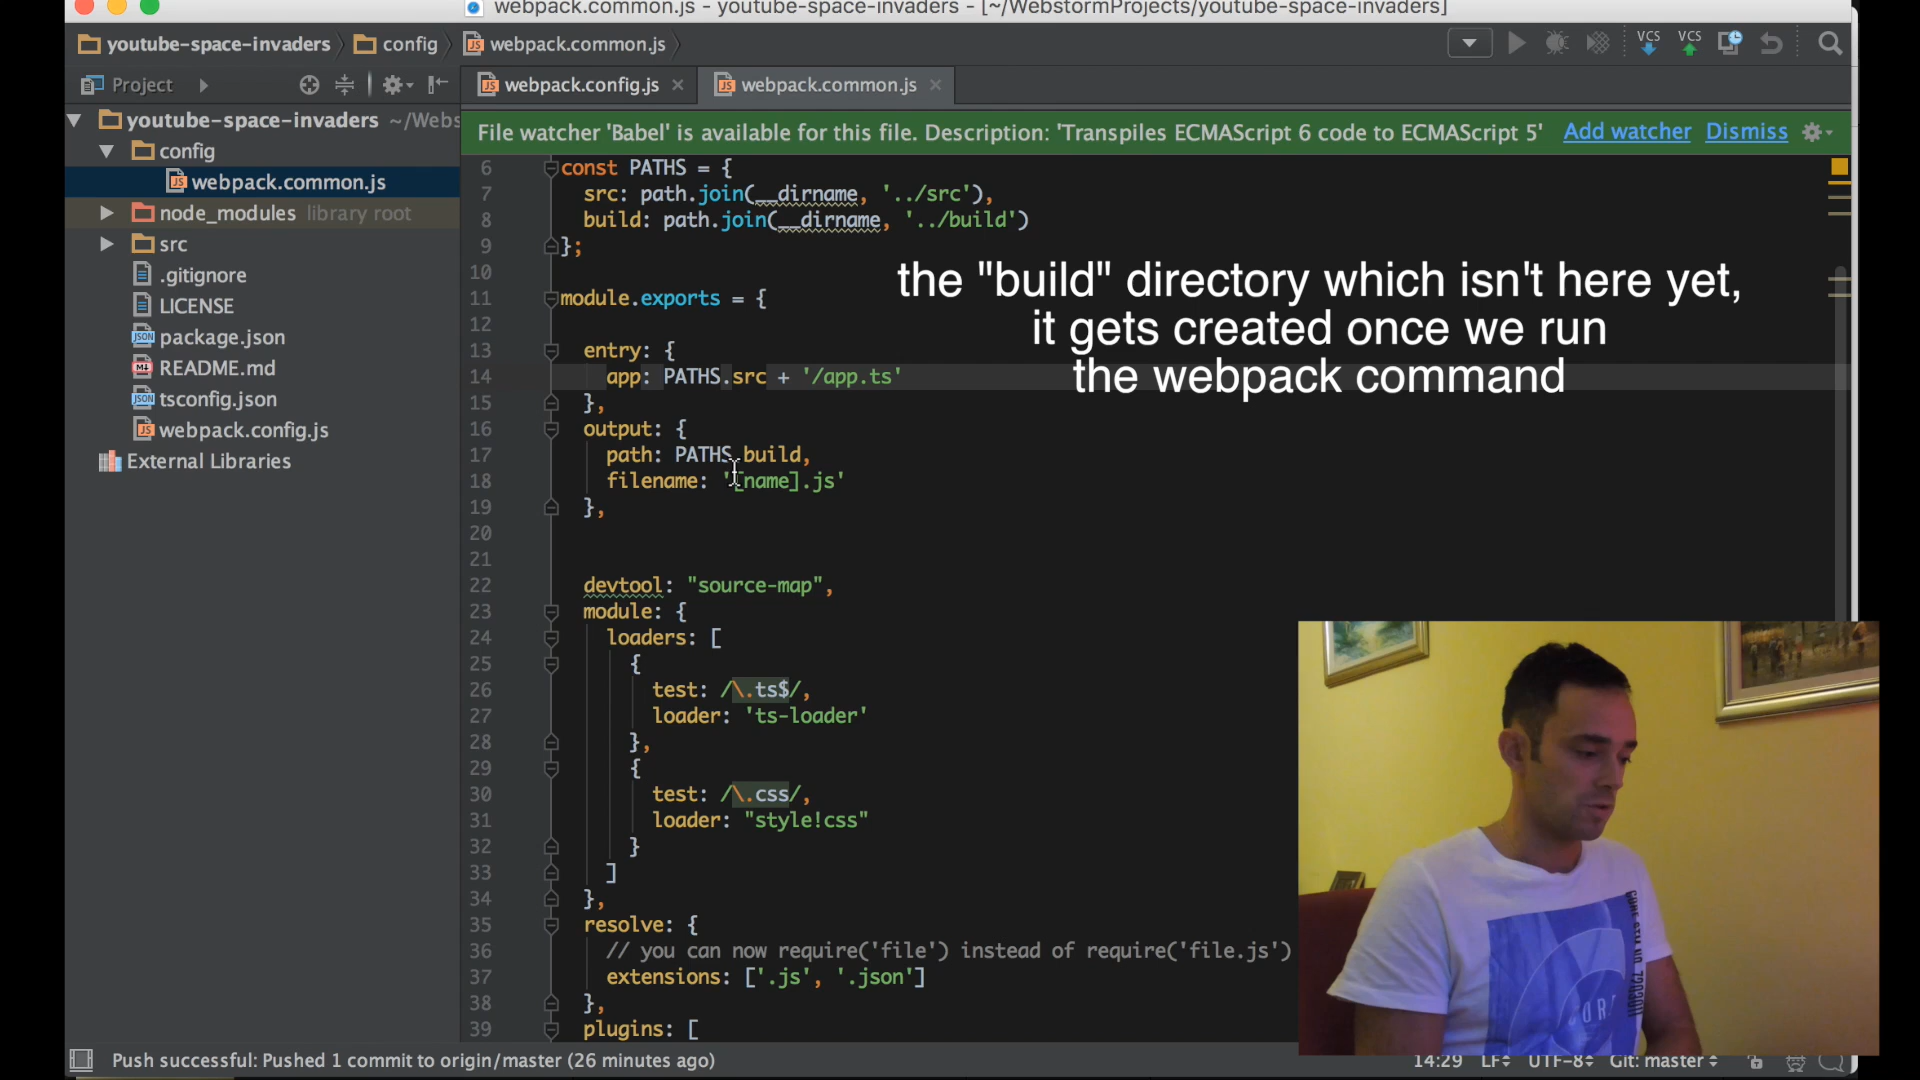 webpack.common.js - youtube-space-invaders - [~/WebstormProjects/youtube-space-invaders]
youtube-space-invaders config webpack.common.js
VCS VCS
Project
webpack.config.js webpack.common.js
youtube-space-invaders ~/Webs
config
webpack.common.js
node_modules library root
src
.gitignore
LICENSE
package.json
README.md
tsconfig.json
webpack.config.js
External Libraries
File watcher 'Babel' is available for this file. Description: 'Transpiles ECMAScript 6 code to ECMAScript 5' Add watcher Dismiss
6 const PATHS = {
7 src: path.join(__dirname, '../src'),
8 build: path.join(__dirname, '../build')
9 };
10
11 module.exports = {
12
13 entry: {
14 app: PATHS.src + '/app.ts'
15 },
16 output: {
17 path: PATHS.build,
18 filename: '[name].js'
19 },
20
21
22 devtool: "source-map",
23 module: {
24 loaders: [
25 {
26 test: /\.ts$/,
27 loader: 'ts-loader'
28 },
29 {
30 test: /\.css/,
31 loader: "style!css"
32 }
33 ]
34 },
35 resolve: {
36 // you can now require('file') instead of require('file.js')
37 extensions: ['.js', '.json']
38 },
39 plugins: [
the "build" directory which isn't here yet,
it gets created once we run
the webpack command
Push successful: Pushed 1 commit to origin/master (26 minutes ago)
14:29 LF UTF-8 Git: master